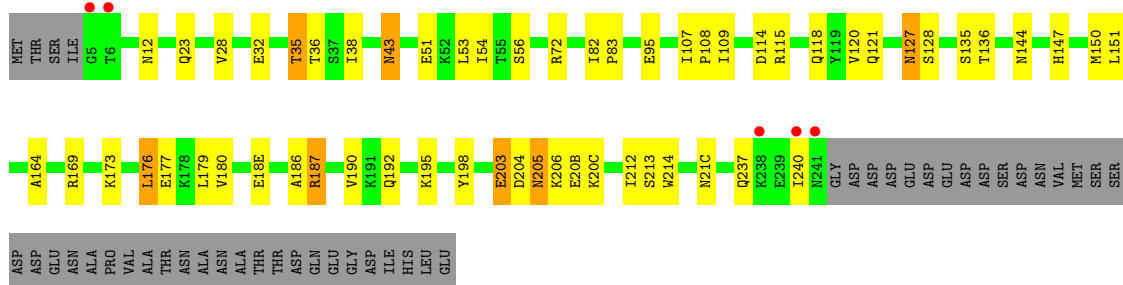 MET THR SER ILE G5 T6 N12 Q23 V28 E32 T35 T36 S37 I38 N43 E51 K52 L53 I54 T55 S56 R72 I82 P83 E95 I107 P108 I109 D114 R115 Q118 Y119 V120 Q121 N127 S128 S135 T136 N144 H147 M150 L151
A164 R169 K173 L176 E177 K178 L179 V180 E18E A186 R187 V190 K191 Q192 K195 Y198 E203 D204 N205 K206 E20B K20C I212 S213 W214 N21C Q237 K238 E239 I240 N241 GLY ASP ASP ASP GLU ASP GLU ASP ASP SER ASP ASN VAL MET SER SER
ASP ASP GLU ASN ALA PRO VAL ALA THR ASN ALA ASN ALA THR THR ASP GLN GLU GLY ASP ILE HIS LEU GLU